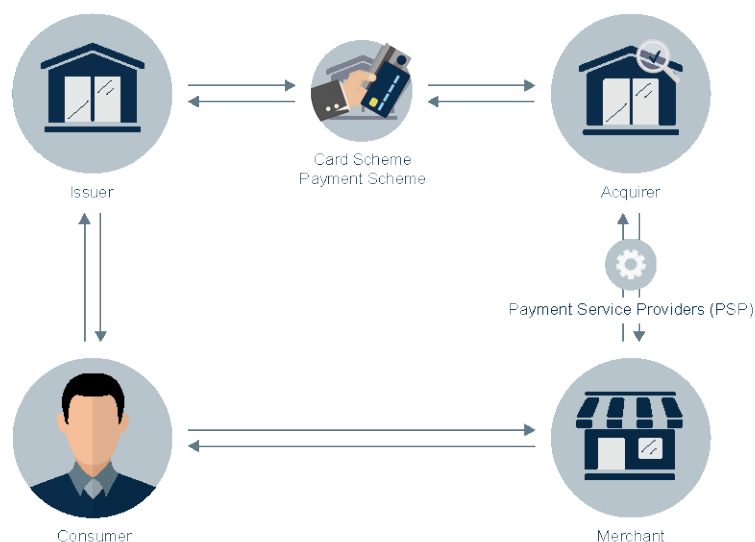 Card Scheme
Payment Scheme
Issuer
Acquirer
Payment Service Providers (PSP)
Consumer
Merchant